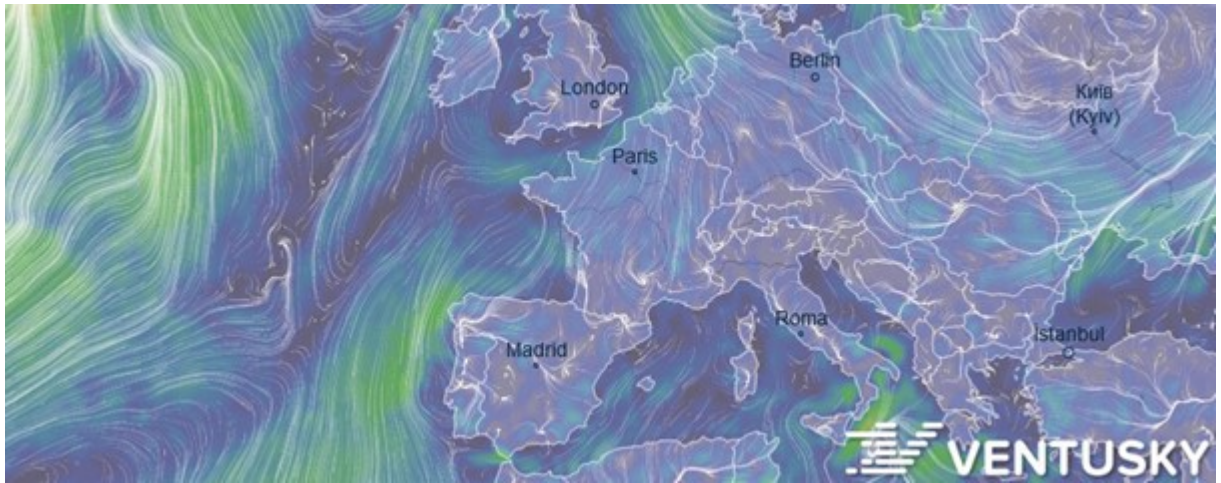 Berlin
London
Київ
(Kyiv)
Paris
Roma
Istanbul
Madrid
VENTUSKY